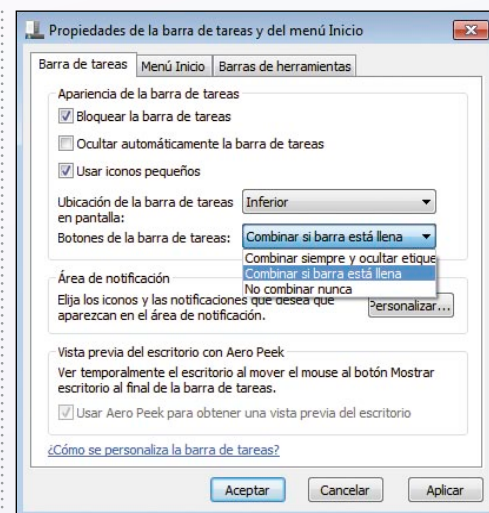 Propiedades de la barra de tareas y del menú Inicio
Barra de tareas Menú Inicio Barras de herramientas
Apariencia de la barra de tareas
Bloquear la barra de tareas
Ocultar automáticamente la barra de tareas
Usar iconos pequeños
Ubicación de la barra de tareas
en pantalla:
Inferior
Botones de la barra de tareas:
Combinar si barra está llena
Combinar siempre y ocultar etique
Combinar si barra está llena
No combinar nunca
Área de notificación
Elija los iconos y las notificaciones que desea que
aparezcan en el área de notificación.
Personalizar...
Vista previa del escritorio con Aero Peek
Ver temporalmente el escritorio al mover el mouse al botón Mostrar
escritorio al final de la barra de tareas.
Usar Aero Peek para obtener una vista previa del escritorio
¿Cómo se personaliza la barra de tareas?
Aceptar Cancelar Aplicar